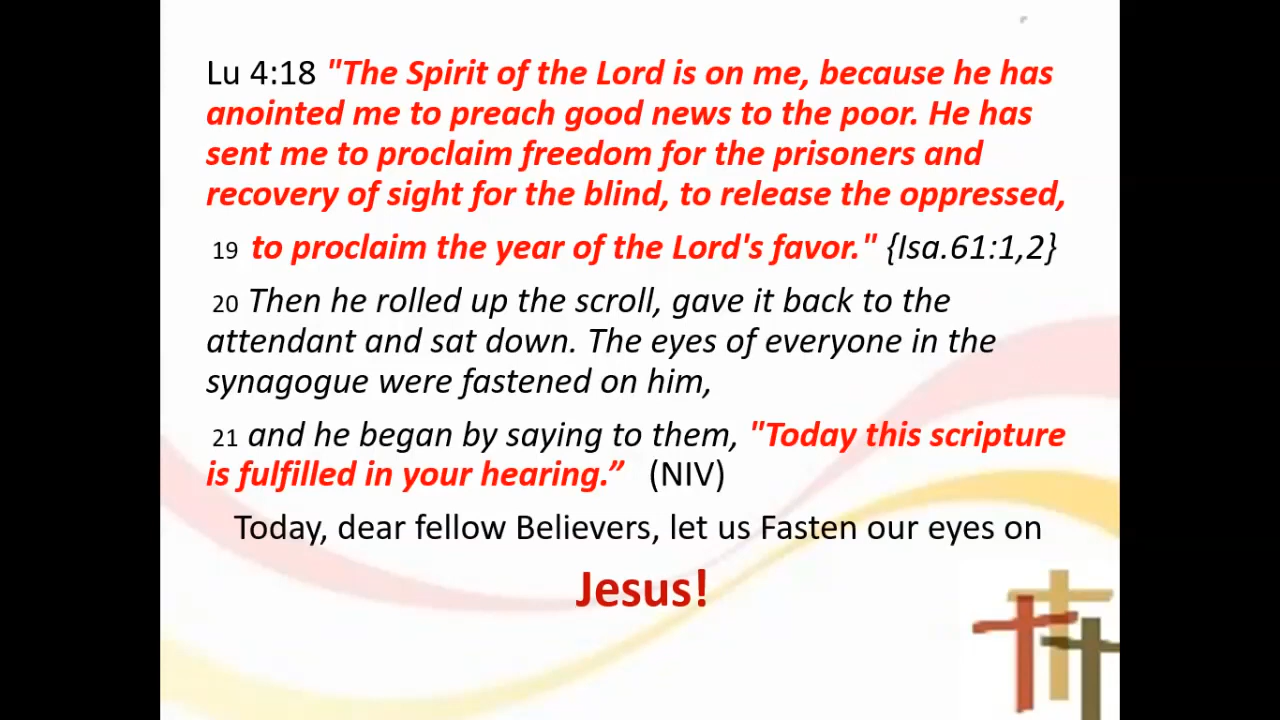 Lu 4:18 "The Spirit of the Lord is on me, because he has
anointed me to preach good news to the poor. He has
sent me to proclaim freedom for the prisoners and
recovery of sight for the blind, to release the oppressed,
19 to proclaim the year of the Lord's favor." {Isa.61:1,2}
20 Then he rolled up the scroll, gave it back to the
attendant and sat down. The eyes of everyone in the
synagogue were fastened on him,
21 and he began by saying to them, "Today this scripture
is fulfilled in your hearing.” (NIV)
Today, dear fellow Believers, let us Fasten our eyes on
Jesus!